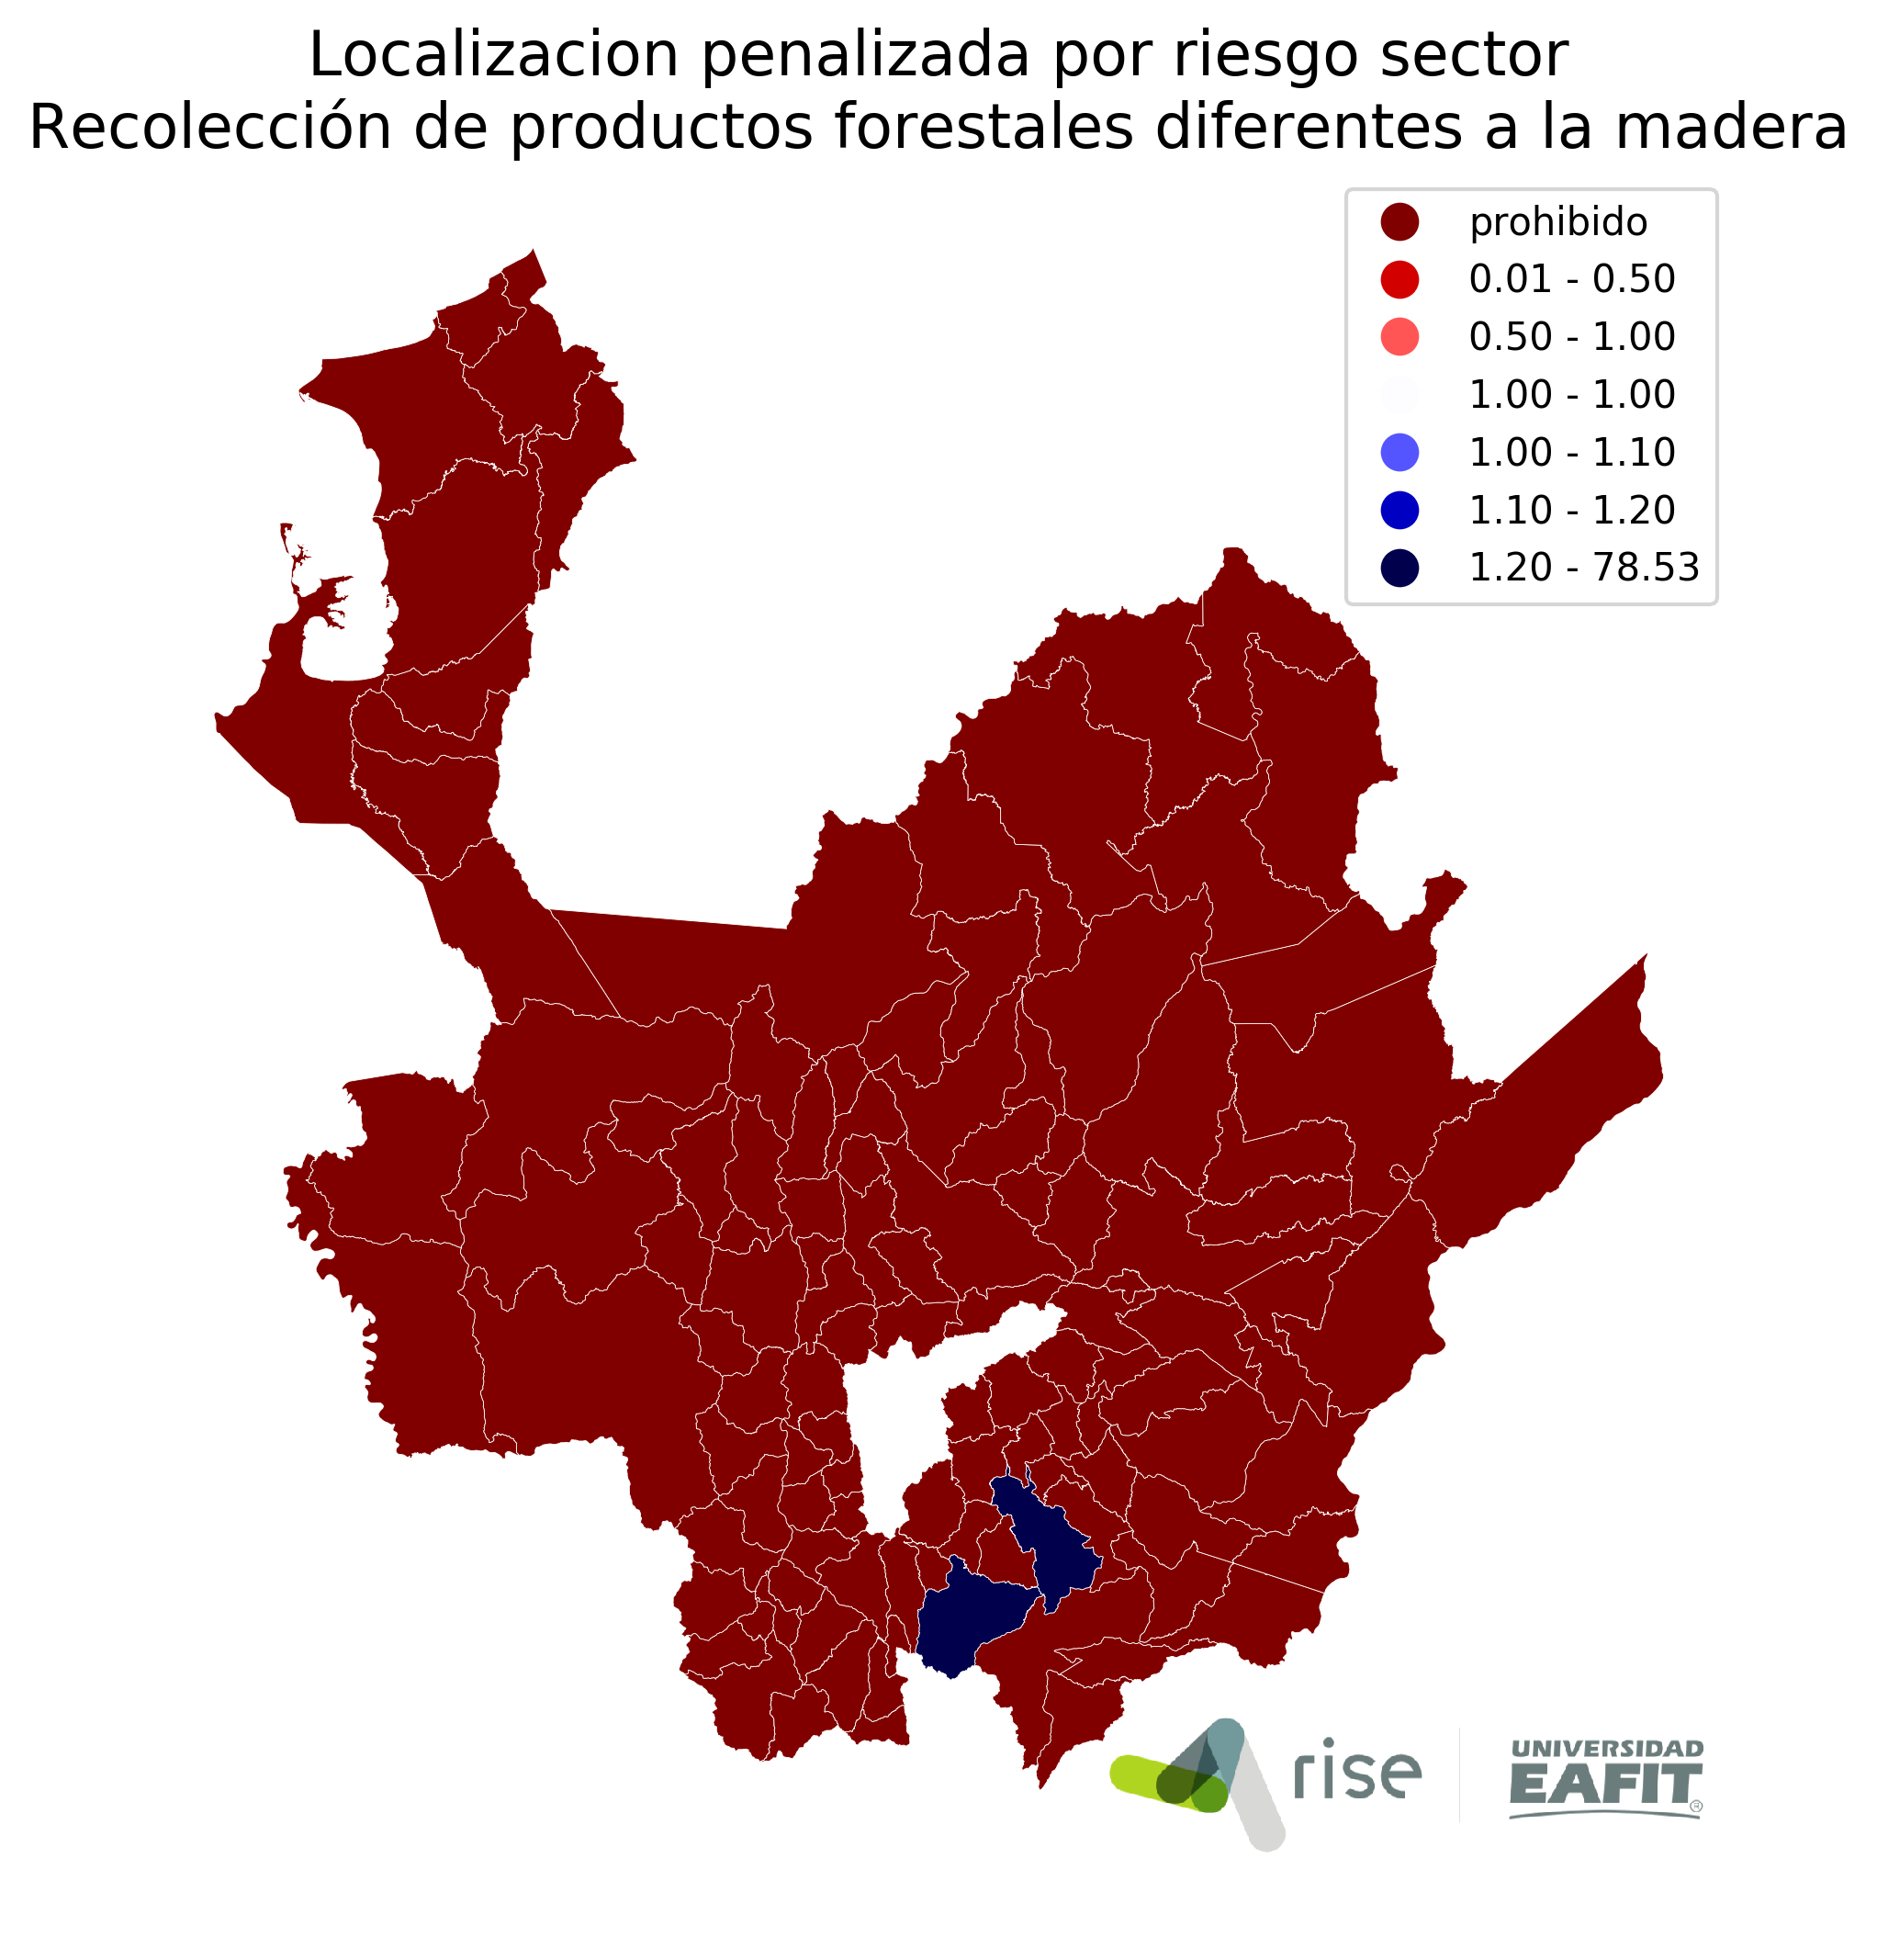 Localizacion penalizada por riesgo sector
Recolección de productos forestales diferentes a la madera
prohibido
0.01 - 0.50
0.50 - 1.00
1.00 - 1.00
1.00 - 1.10
1.10 - 1.20
1.20 - 78.53
rise
UNIVERSIDAD
EAFIT®